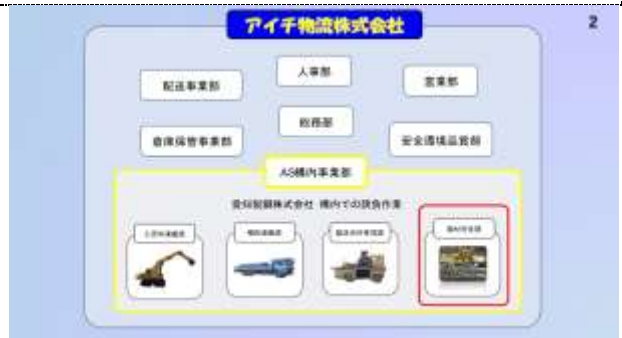 アイチ物流株式会社
2
人事部
配送事業部
営業部
総務部
倉庫保管事業部
安全環境品質部
AS構内事業部
愛知製鋼株式会社 構内での請負作業